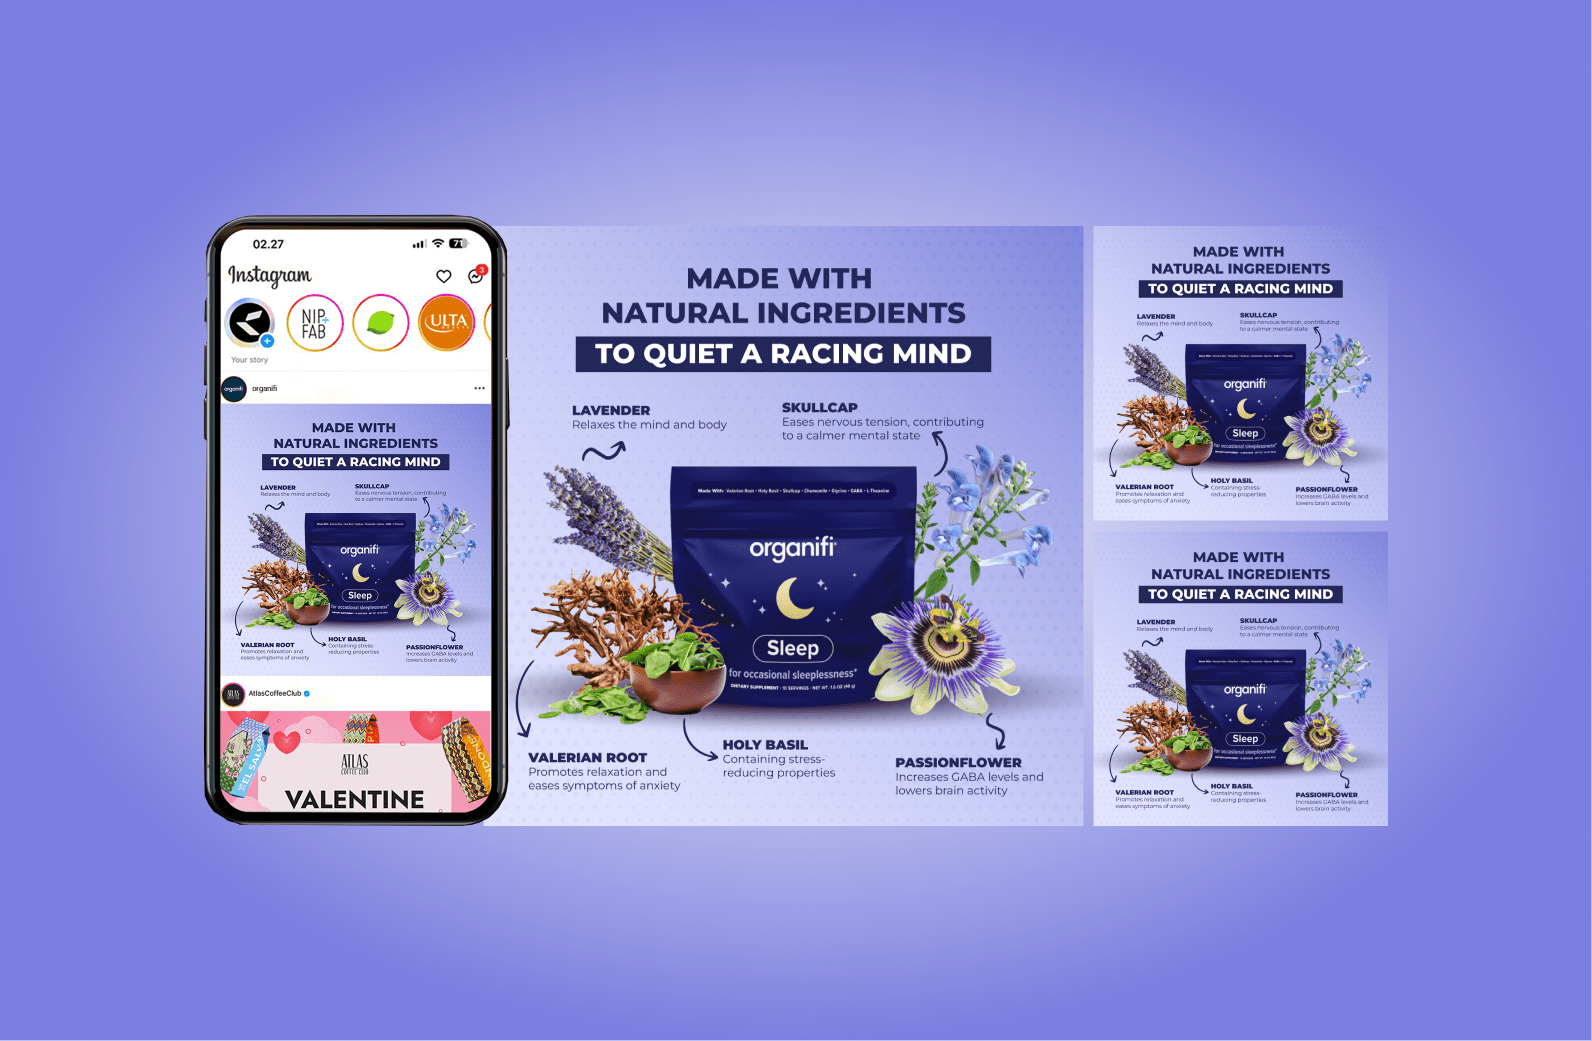 02.27
71
Instagram
3
NIP+
FAB
ULTA
BEAUTY
Your story
organifi
organifi
MADE WITH
NATURAL INGREDIENTS
TO QUIET A RACING MIND
LAVENDER
Relaxes the mind and body
SKULLCAP
Eases nervous tension, contributing
to a calmer mental state
organifi
Sleep
for occasional sleeplessness*
VALERIAN ROOT
Promotes relaxation and
eases symptoms of anxiety
HOLY BASIL
Containing stress-
reducing properties
PASSIONFLOWER
Increases GABA levels and
lowers brain activity
ATLAS
AtlasCoffeeClub
EL SALV
ATLAS
COFFEE CLUB
VALENTINE
MADE WITH
NATURAL INGREDIENTS
TO QUIET A RACING MIND
LAVENDER
Relaxes the mind and body
SKULLCAP
Eases nervous tension, contributing
to a calmer mental state
Made With: Valerian Root • Holy Basil • Skullcap • Chamomile • Glycine • GABA • L-Theanine
organifi
Sleep
for occasional sleeplessness*
DIETARY SUPPLEMENT • 10 SERVINGS • NET WT. 1.5 OZ (45 g)
VALERIAN ROOT
Promotes relaxation and
eases symptoms of anxiety
HOLY BASIL
Containing stress-
reducing properties
PASSIONFLOWER
Increases GABA levels and
lowers brain activity
MADE WITH
NATURAL INGREDIENTS
TO QUIET A RACING MIND
LAVENDER
Relaxes the mind and body
SKULLCAP
Eases nervous tension, contributing
to a calmer mental state
organifi
Sleep
for occasional sleeplessness*
VALERIAN ROOT
Promotes relaxation and
eases symptoms of anxiety
HOLY BASIL
Containing stress-
reducing properties
PASSIONFLOWER
Increases GABA levels and
lowers brain activity
MADE WITH
NATURAL INGREDIENTS
TO QUIET A RACING MIND
LAVENDER
Relaxes the mind and body
SKULLCAP
Eases nervous tension, contributing
to a calmer mental state
organifi
Sleep
for occasional sleeplessness*
VALERIAN ROOT
Promotes relaxation and
eases symptoms of anxiety
HOLY BASIL
Containing stress-
reducing properties
PASSIONFLOWER
Increases GABA levels and
lowers brain activity